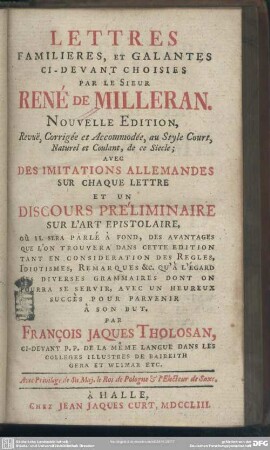 LETTRES
FAMILIERES, ET GALANTES
CI-DEVANT CHOISIES
PAR LE SIEUR
RENÉ DE MILLERAN.
NOUVELLE EDITION,
Revuë, Corrigée et Accommodée, au Style Court,
Naturel et Coulant, de ce Siecle;
AVEC
DES IMITATIONS ALLEMANDES
SUR CHAQUE LETTRE
ET UN
DISCOURS PRELIMINAIRE
SUR L'ART EPISTOLAIRE,
OÙ IL SERA PARLÉ À FOND, DES AVANTAGES
QUE L'ON TROUVERA DANS CETTE EDITION
TANT EN CONSIDERATION DES REGLES,
IDIOTISMES, REMARQUES &c. QU'À L'ÉGARD
DIVERSES GRAMMAIRES DONT ON
POURRA SE SERVIR, AVEC UN HEUREUX
SUCCÈS POUR PARVENIR
À SON BUT,
PAR
FRANÇOIS JAQUES THOLOSAN,
CI-DEVANT P.P. DE LA MÊME LANGUE DANS LES
COLLEGES ILLUSTRES DE BAIREITH
GERA ET WEIMAR ETC.
Avec Privilege de Sa Maj. le Roi de Pologne & l'Electeur de Saxe.
À HALLE,
CHEZ JEAN JAQUES CURT, MDCCLIII.